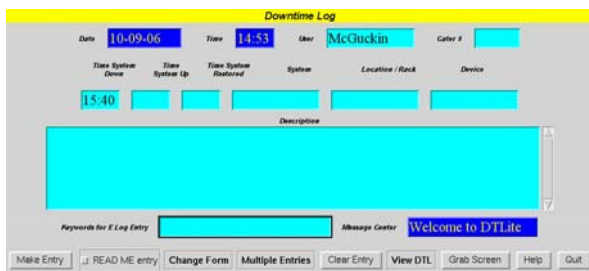 Downtime Log
Date 10-09-06 Time 14:53 User McGuckin Cater #
Time System Down Time System Up Time System Restored System Location / Rack Device
15:40
Description
Keywords for E Log Entry Message Center Welcome to DTLite
Make Entry READ ME entry Change Form Multiple Entries Clear Entry View DTL Grab Screen Help Quit